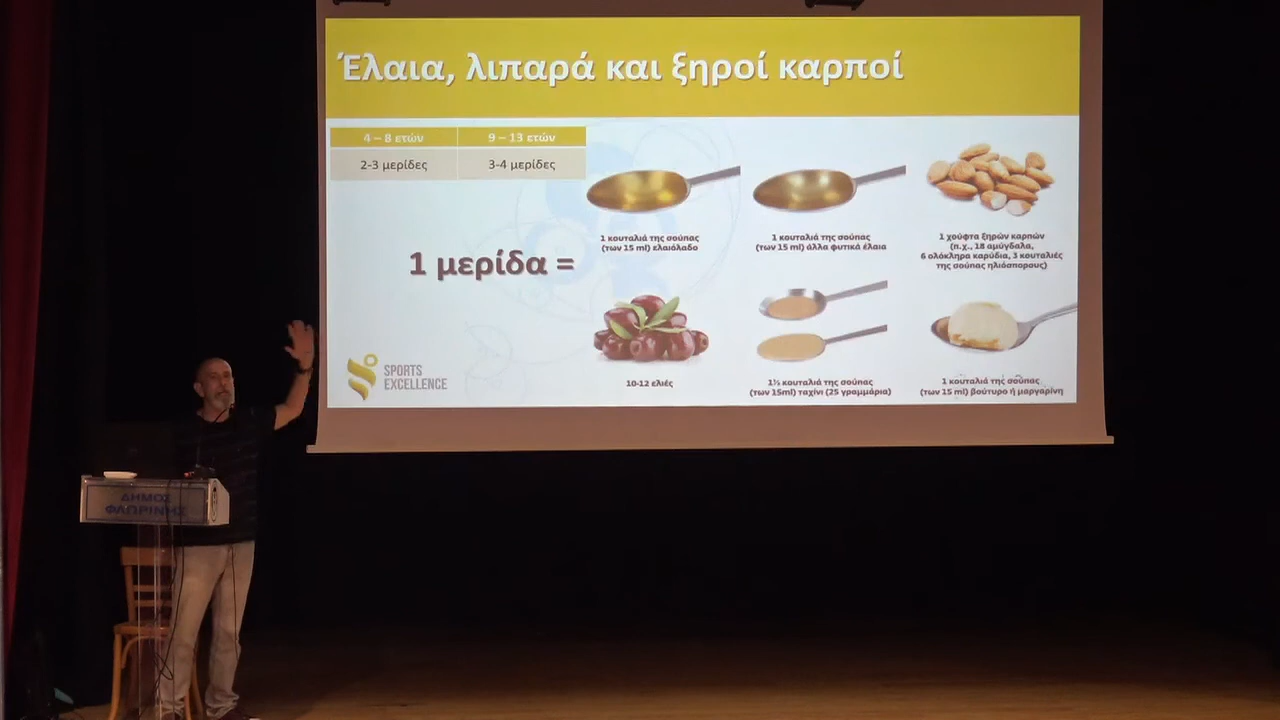 Έλαια, λιπαρά και ξηροί καρποί
4 – 8 ετών
9 – 13 ετών
2-3 μερίδες
3-4 μερίδες
1 μερίδα =
1 κουταλιά της σούπας
(των 15 ml) ελαιόλαδο
1 κουταλιά της σούπας
(των 15 ml) άλλα φυτικά έλαια
1 χούφτα ξηρών καρπών
(π.χ., 18 αμύγδαλα,
6 ολόκληρα καρύδια, 3 κουταλιές
της σούπας ηλιόσπορους)
10-12 ελιές
1½ κουταλιά της σούπας
(των 15ml) ταχίνι (25 γραμμάρια)
1 κουταλιά της σούπας
(των 15 ml) βούτυρο ή μαργαρίνη
SPORTS
EXCELLENCE
ΔΗΜΟΣ
ΦΛΩΡΙΝΗΣ